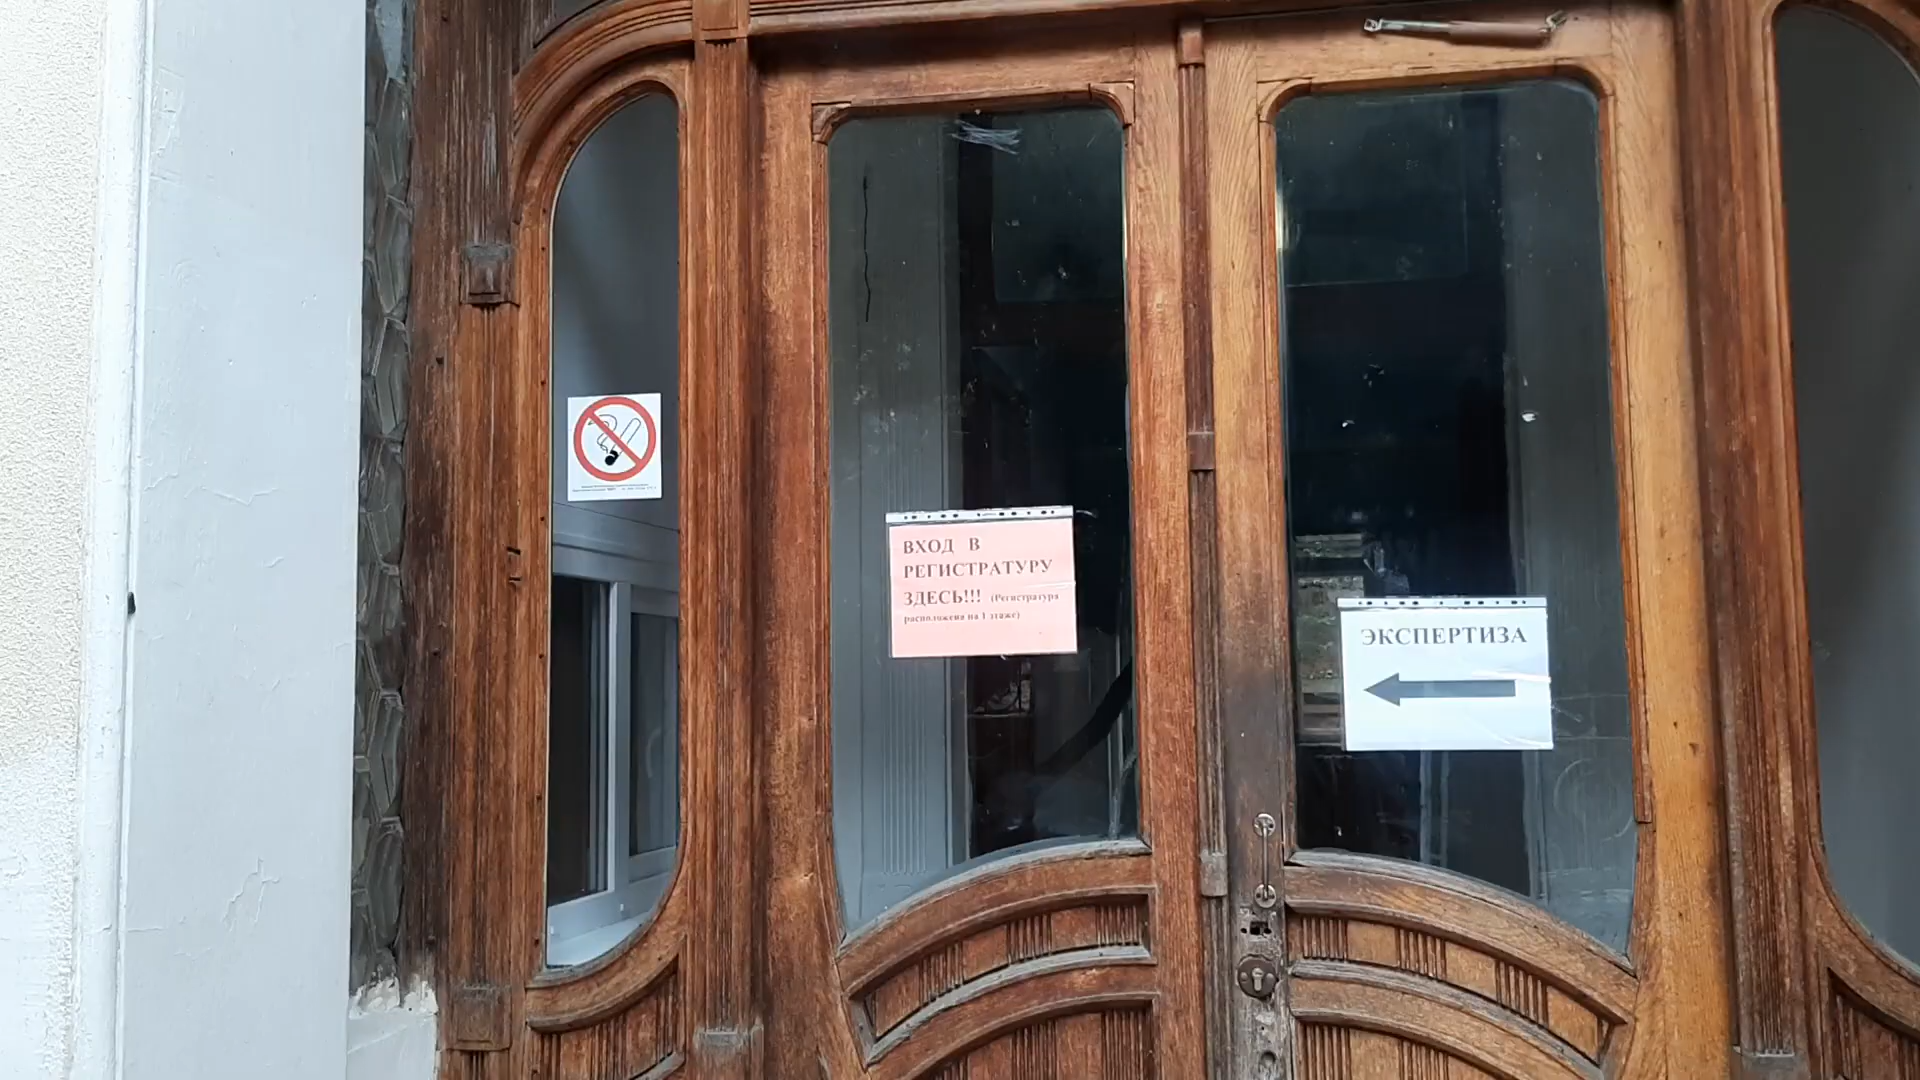 ВХОД В
РЕГИСТРАТУРУ
ЗДЕСЬ!!! (Регистратура
расположена на 1 этаже)
ЭКСПЕРТИЗА